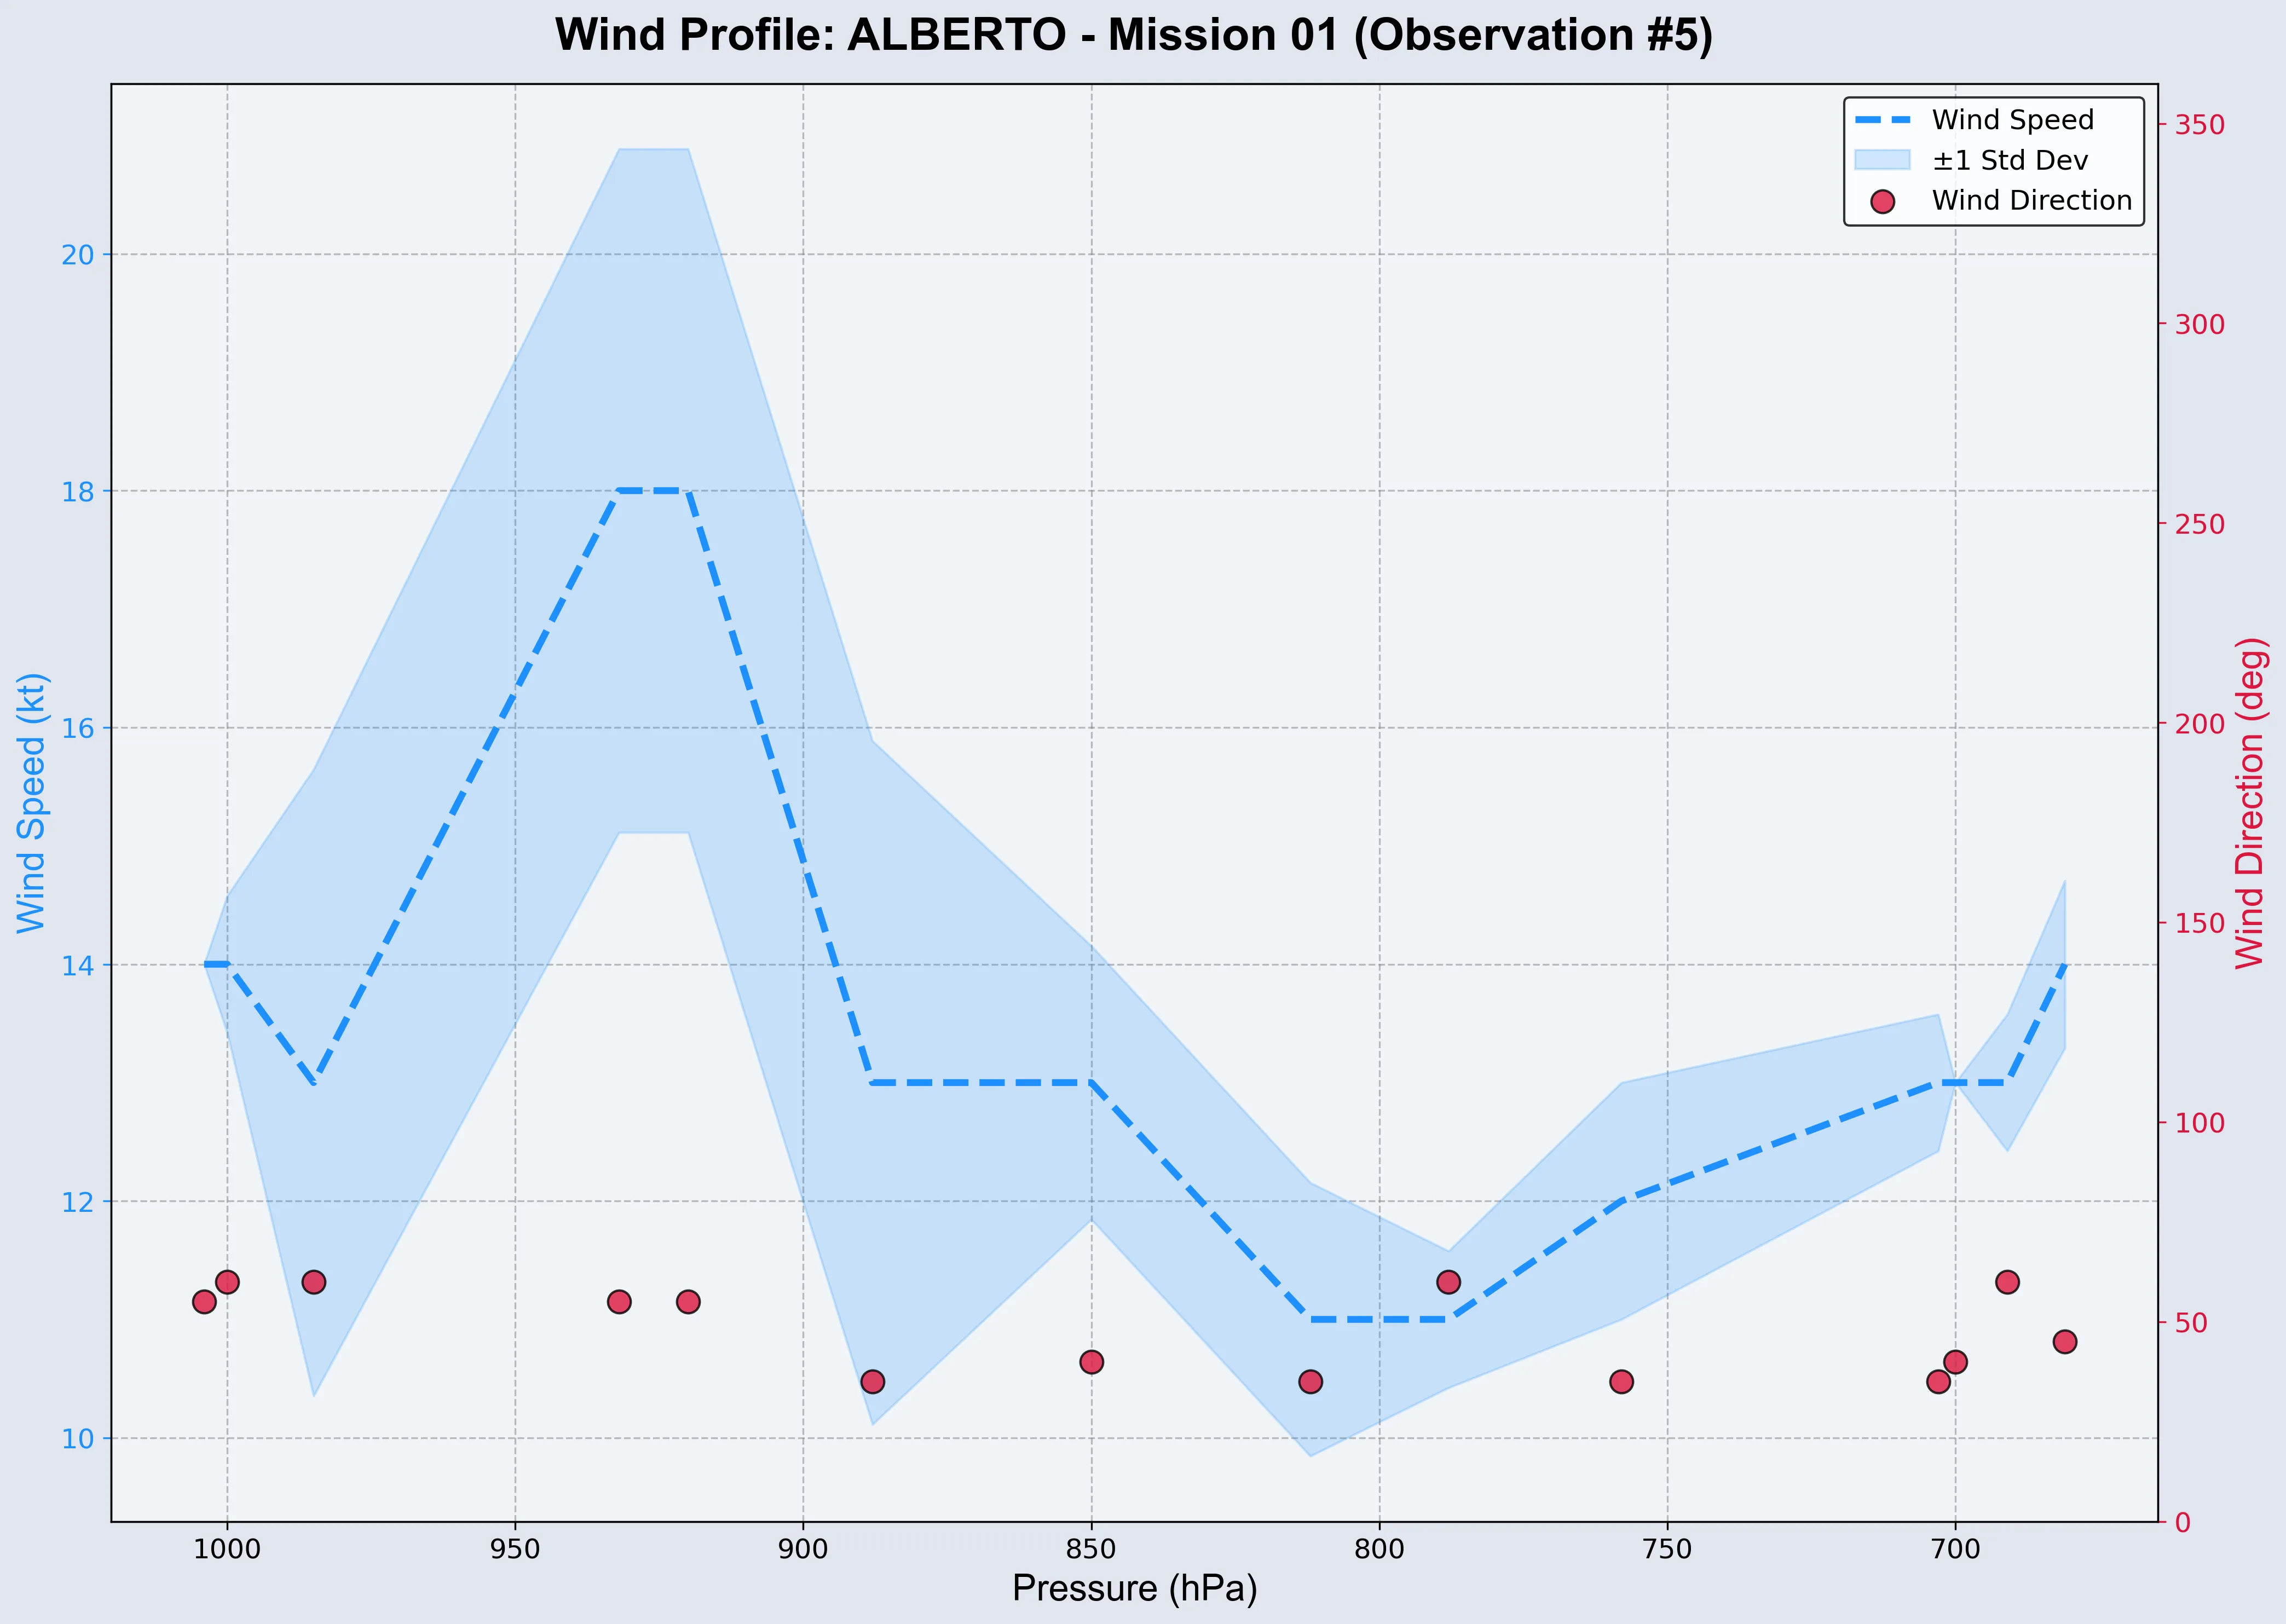 Wind Profile: ALBERTO - Mission 01 (Observation #5)
Wind Speed
±1 Std Dev
Wind Direction
20
18
16
14
12
10
Wind Speed (kt)
350
300
250
200
150
100
50
0
Wind Direction (deg)
1000 950 900 850 800 750 700
Pressure (hPa)